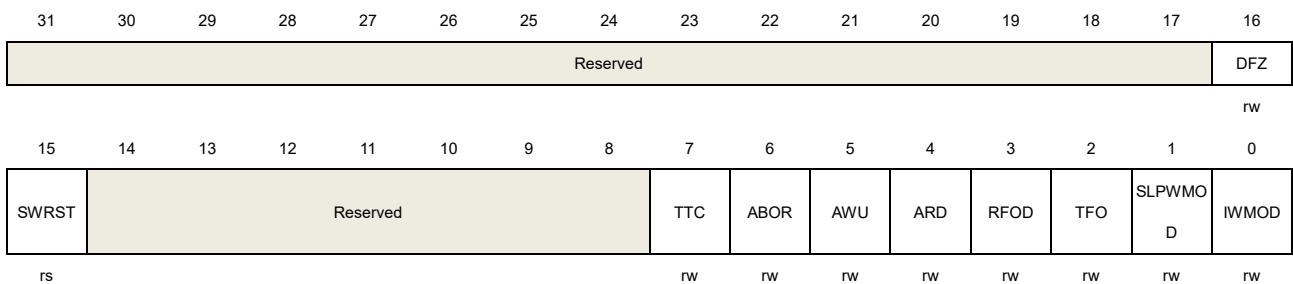 31 30 29 28 27 26 25 24 23 22 21 20 19 18 17 16
Reserved DFZ
rw
15 14 13 12 11 10 9 8 7 6 5 4 3 2 1 0
SWRST Reserved TTC ABOR AWU ARD RFOD TFO SLPWMO IWMOD
D
rs rw rw rw rw rw rw rw rw